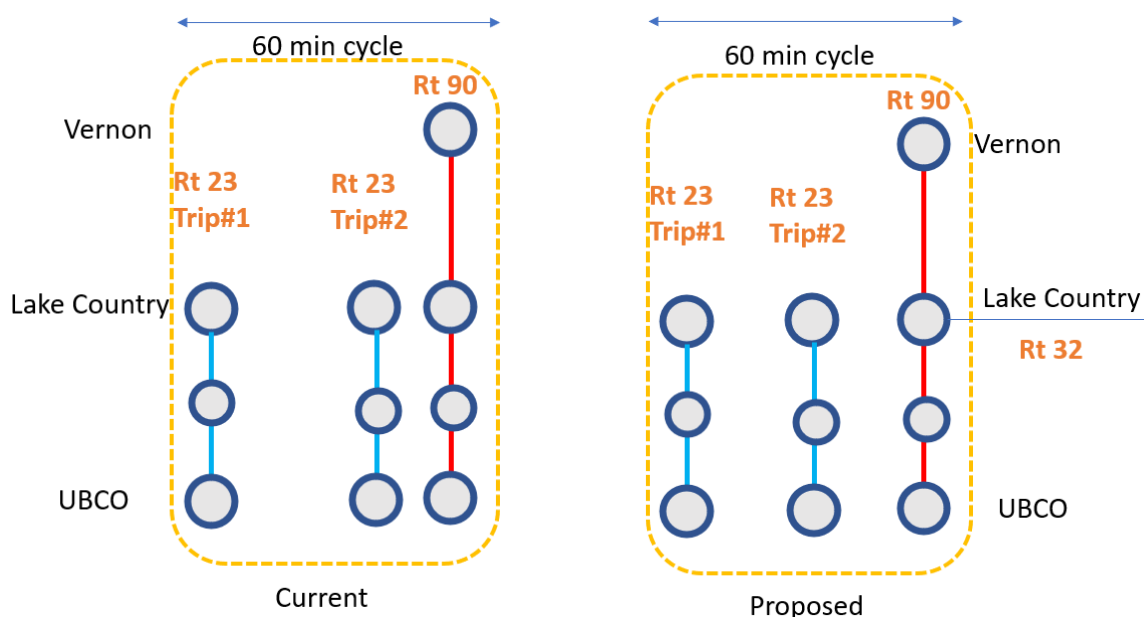 60 min cycle
Rt 90
Vernon
Rt 23
Trip#1
Rt 23
Trip#2
Lake Country
UBCO
Current
60 min cycle
Rt 90
Vernon
Rt 23
Trip#1
Rt 23
Trip#2
Lake Country
Rt 32
UBCO
Proposed